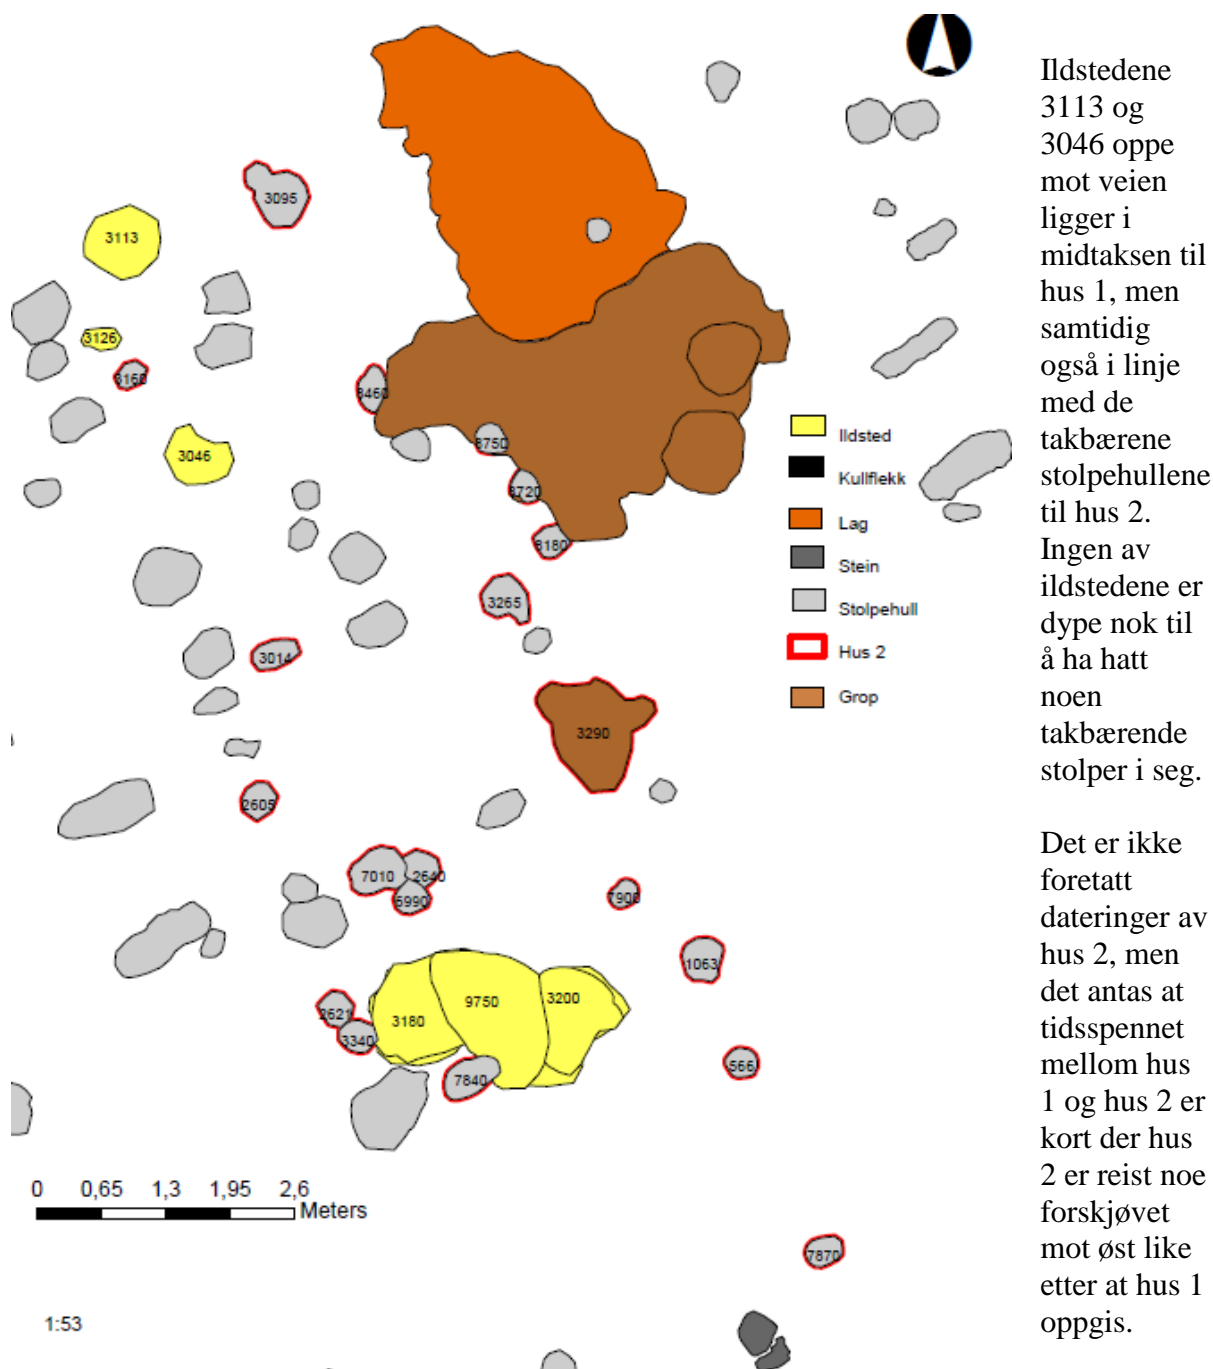 3095
3113
3126
3160
3460
3750
3046
3720
3180
3265
3014
3290
2605
7010
2640
6990
7900
1063
9750
3200
3180
2621
3340
7840
566
7870
Ildsted
Kullflekk
Lag
Stein
Stolpehull
Hus 2
Grop
0 0,65 1,3 1,95 2,6
Meters
1:53
Ildstedene
3113 og
3046 oppe
mot veien
ligger i
midtaksen til
hus 1, men
samtidig
også i linje
med de
takbærene
stolpehullene
til hus 2.
Ingen av
ildstedene er
dype nok til
å ha hatt
noen
takbærende
stolper i seg.
Det er ikke
foretatt
dateringer av
hus 2, men
det antas at
tidsspennet
mellom hus
1 og hus 2 er
kort der hus
2 er reist noe
forskjøvet
mot øst like
etter at hus 1
oppgis.